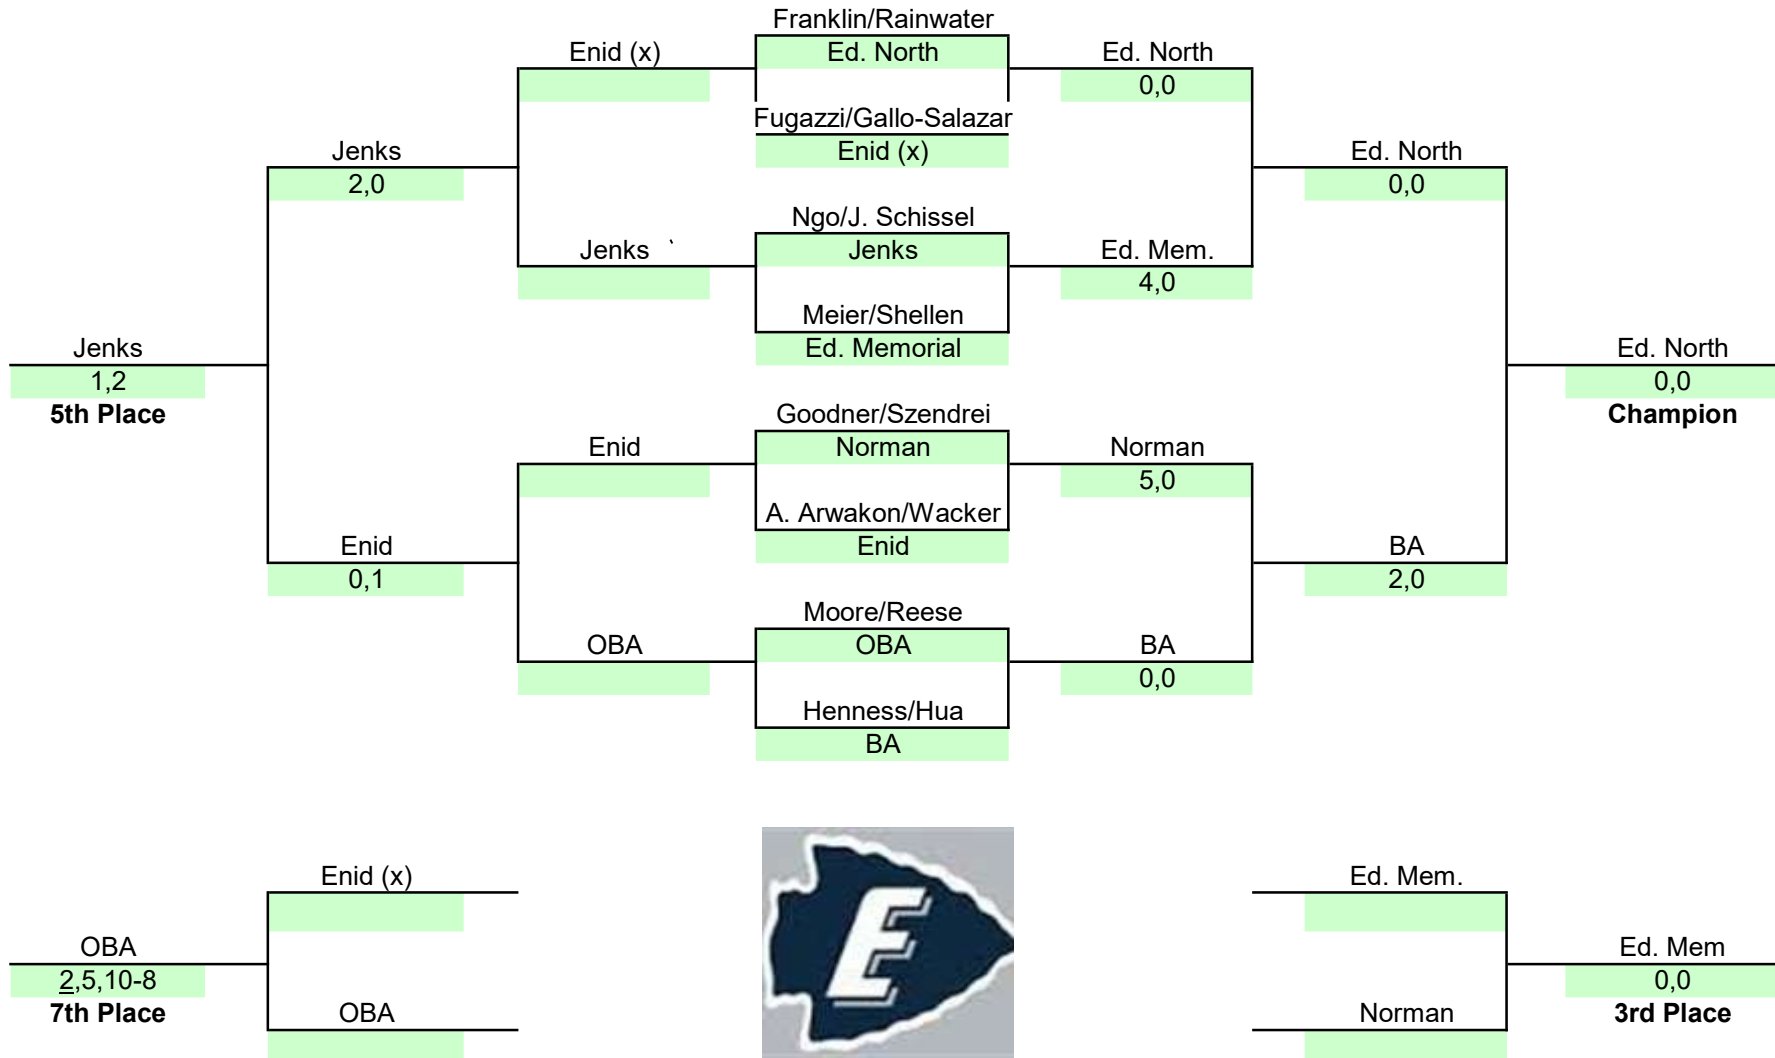 Franklin/Rainwater
Enid (x) Ed. North Ed. North
0,0
Fugazzi/Gallo-Salazar
Jenks Enid (x) Ed. North
2,0 0,0
Ngo/J. Schissel
Jenks ` Jenks Ed. Mem.
4,0
Meier/Shellen
Jenks Ed. Memorial Ed. North
1,2 0,0
5th Place Goodner/Szendrei Champion
Enid Norman Norman
5,0
A. Arwakon/Wacker
Enid Enid BA
0,1 2,0
Moore/Reese
OBA OBA BA
0,0
Henness/Hua
BA
Enid (x) Ed. Mem.
E
OBA Ed. Mem
2,5,10-8 0,0
7th Place OBA Norman 3rd Place